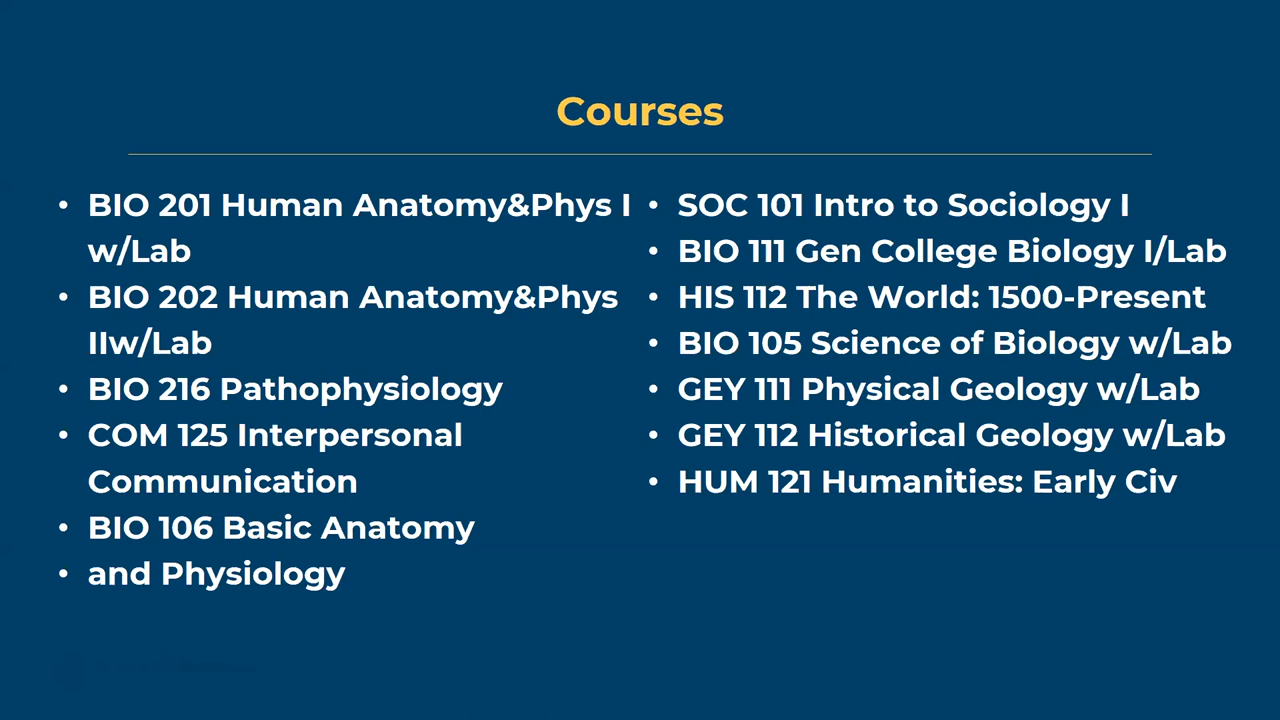 Courses
• BIO 201 Human Anatomy&Phys I
w/Lab
• BIO 202 Human Anatomy&Phys
IIw/Lab
• BIO 216 Pathophysiology
• COM 125 Interpersonal
Communication
• BIO 106 Basic Anatomy
• and Physiology
• SOC 101 Intro to Sociology I
• BIO 111 Gen College Biology I/Lab
• HIS 112 The World: 1500-Present
• BIO 105 Science of Biology w/Lab
• GEY 111 Physical Geology w/Lab
• GEY 112 Historical Geology w/Lab
• HUM 121 Humanities: Early Civ